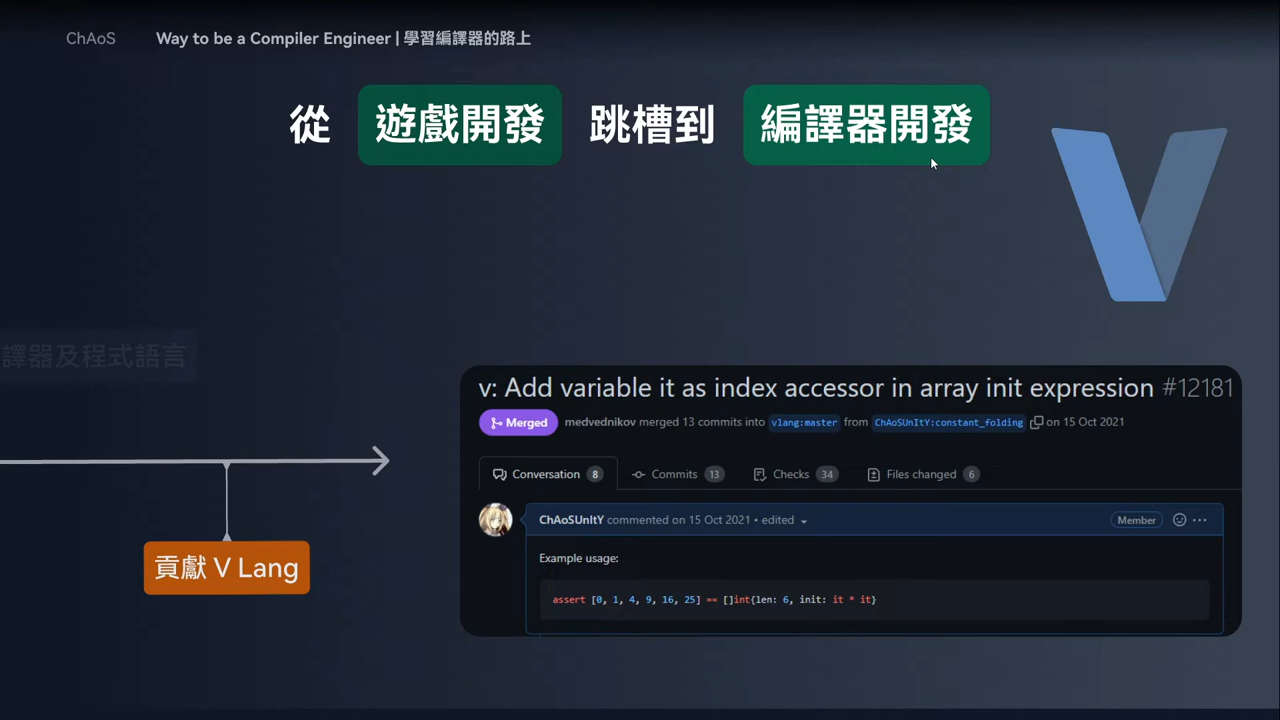 ChAoS Way to be a Compiler Engineer | 學習編譯器的路上
從 遊戲開發 跳槽到 編譯器開發
譯器及程式語言
貢獻 V Lang
v: Add variable it as index accessor in array init expression #12181
Merged medvednikov merged 13 commits into vlang:master from ChAoSUnItY:constant_folding on 15 Oct 2021
Conversation 8 Commits 13 Checks 34 Files changed 6
ChAoSUnItY commented on 15 Oct 2021 • edited Member
Example usage:
assert [0, 1, 4, 9, 16, 25] == []int{len: 6, init: it * it}